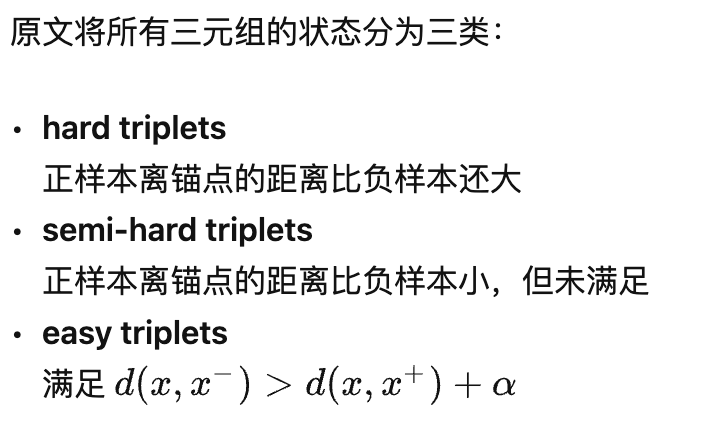 原文将所有三元组的状态分为三类：
• hard triplets
正样本离锚点的距离比负样本还大
• semi-hard triplets
正样本离锚点的距离比负样本小，但未满足
• easy triplets
满足 d(x, x⁻) > d(x, x⁺) + α